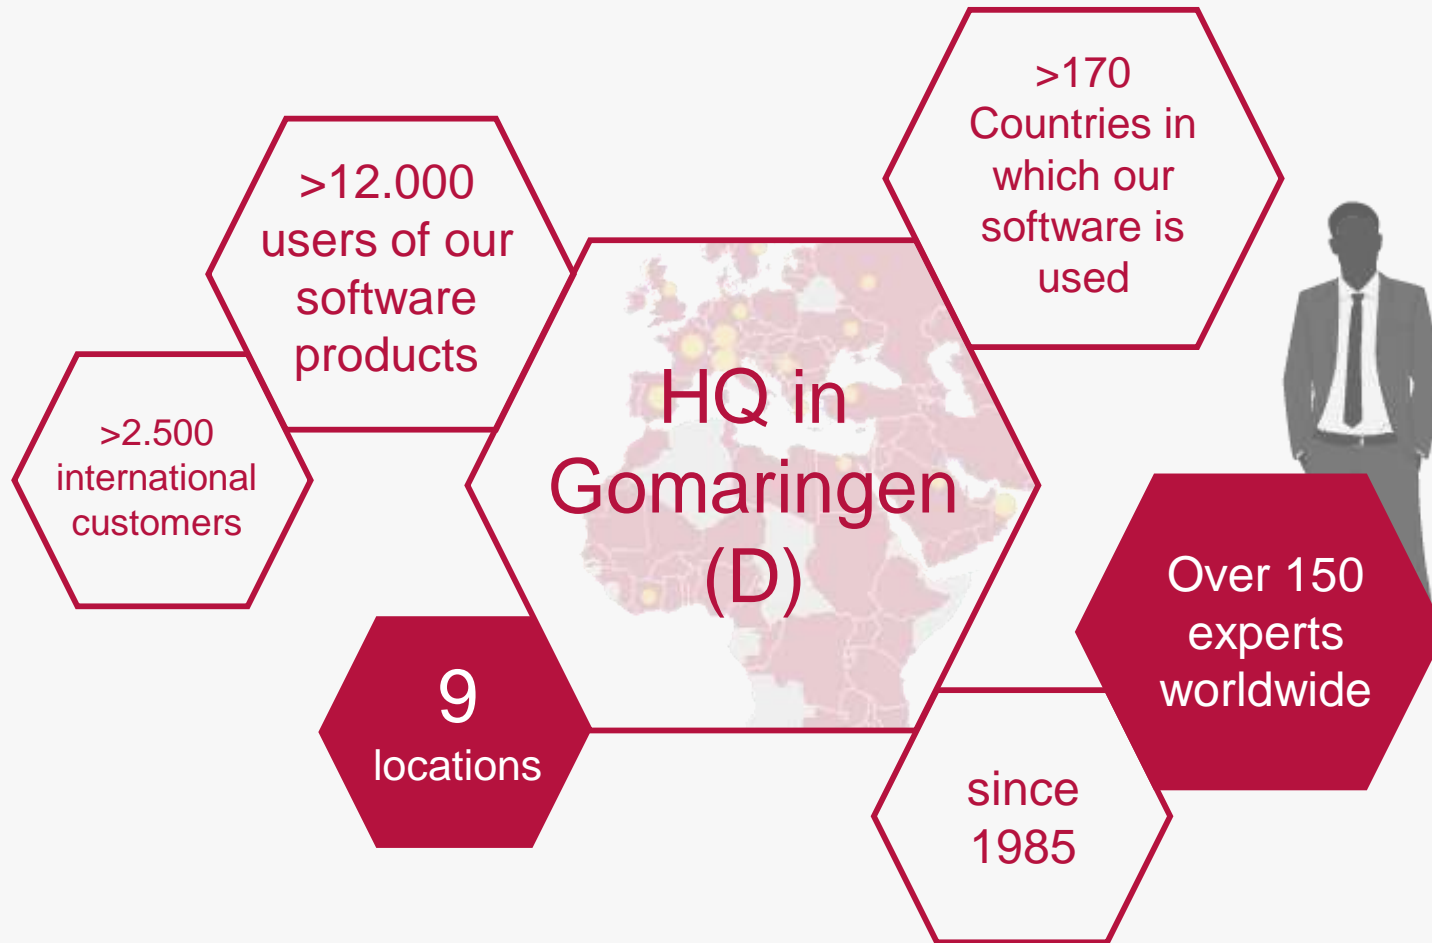 >170
Countries in
which our
software is
used
>12.000
users of our
software
products
HQ in
Gomaringen
(D)
>2.500
international
customers
Over 150
experts
worldwide
9
locations
since
1985